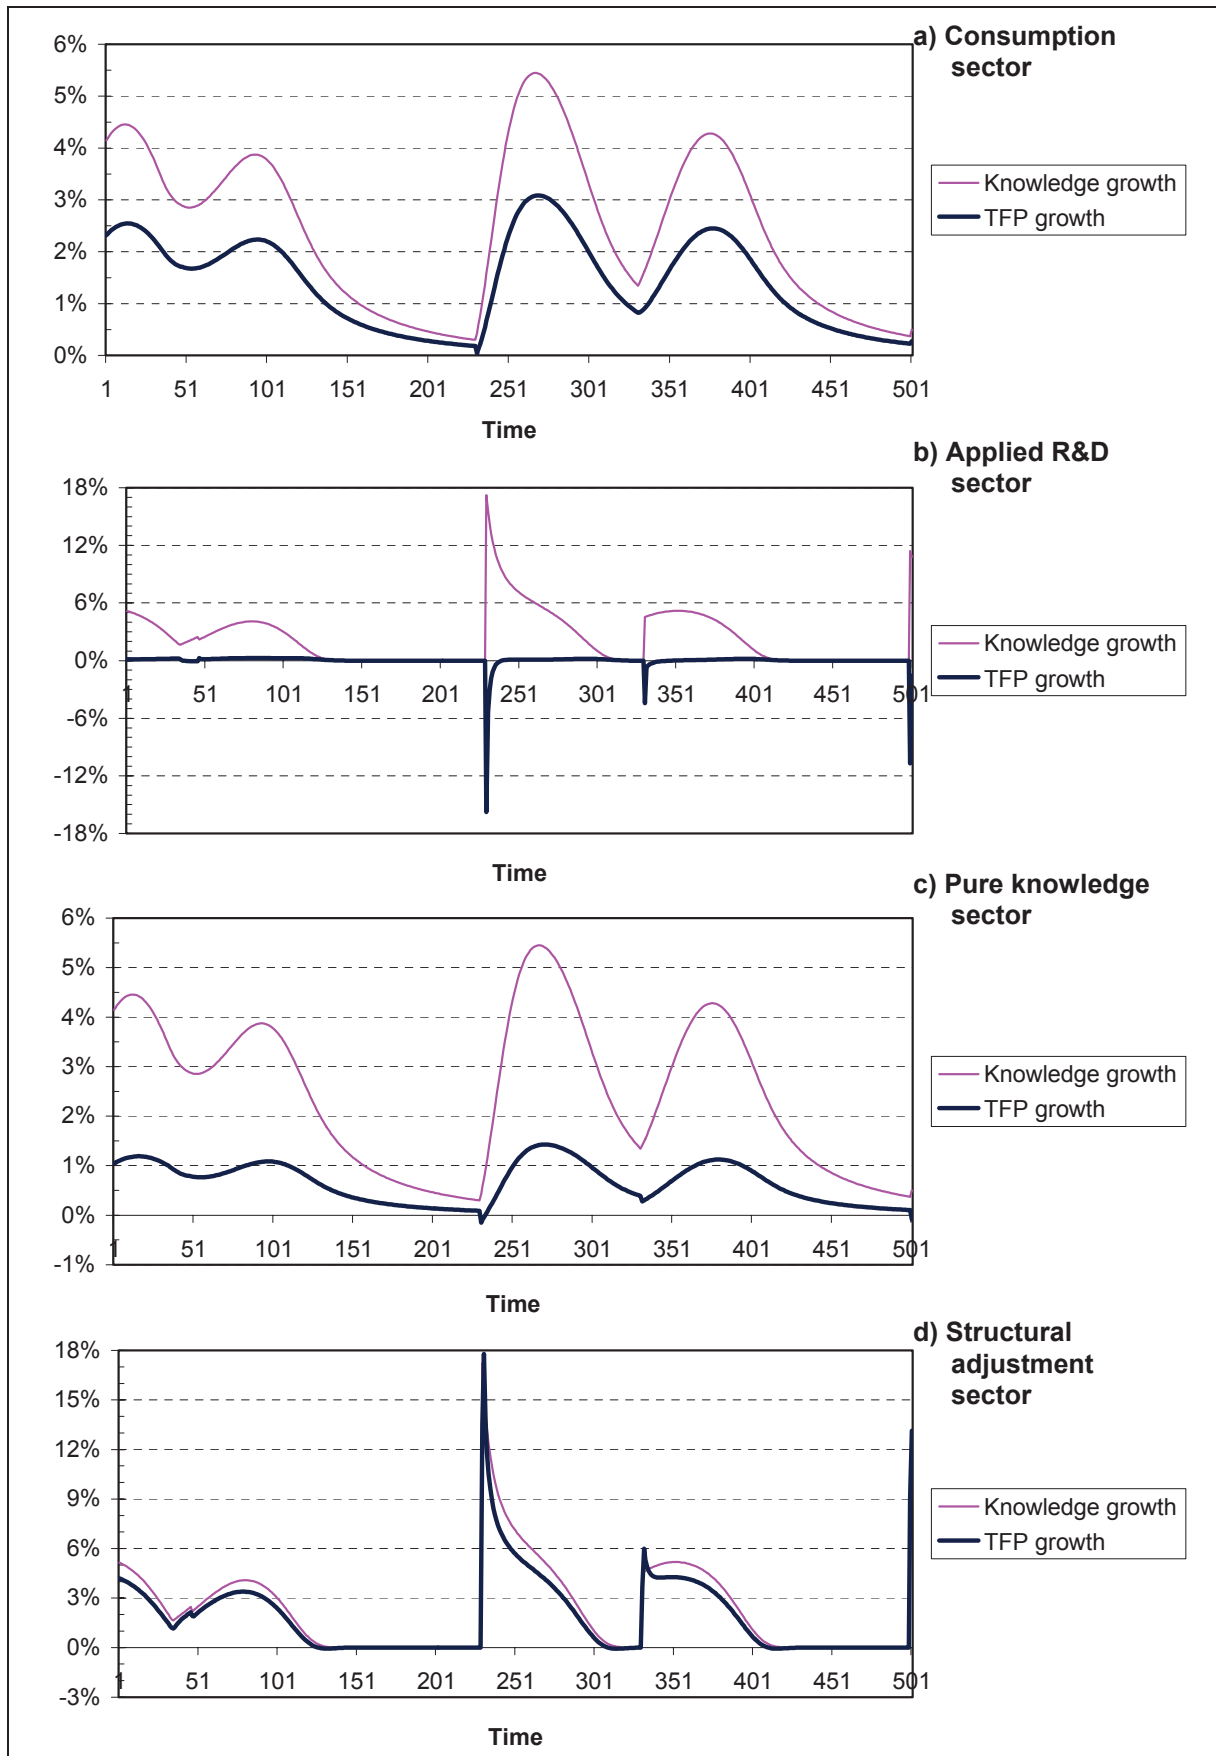 a) Consumption
sector
6%
5%
4%
3%
2%
1%
0%
1 51 101 151 201 251 301 351 401 451 501
Time
Knowledge growth
TFP growth
b) Applied R&D
sector
18%
12%
6%
0%
-6%
-12%
-18%
1 51 101 151 201 251 301 351 401 451 501
Time
Knowledge growth
TFP growth
c) Pure knowledge
sector
6%
5%
4%
3%
2%
1%
0%
-1%
1 51 101 151 201 251 301 351 401 451 501
Time
Knowledge growth
TFP growth
d) Structural
adjustment
sector
18%
15%
12%
9%
6%
3%
0%
-3%
1 51 101 151 201 251 301 351 401 451 501
Time
Knowledge growth
TFP growth